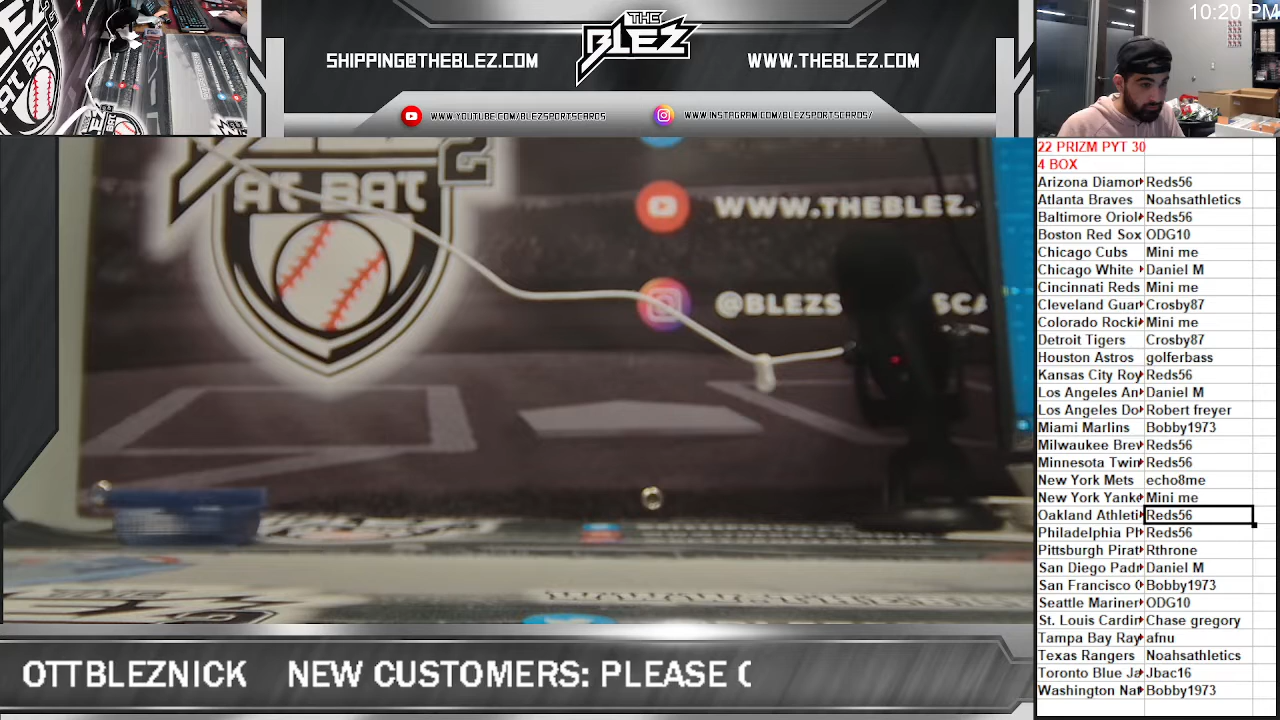 10:20 PM
THE
BLEZ
SHIPPING@THEBLEZ.COM
WWW.THEBLEZ.COM
WWW.YOUTUBE.COM/BLEZSPORTSCARDS
WWW.INSTAGRAM.COM/BLEZSPORTSCARDS/
AT BAT
WWW.THEBLEZ.
@BLEZS
22 PRIZM PYT 30
4 BOX
Arizona Diamon Reds56
Atlanta Braves Noahsathletics
Baltimore Oriol Reds56
Boston Red Sox ODG10
Chicago Cubs Mini me
Chicago White Daniel M
Cincinnati Reds Mini me
Cleveland Guar Crosby87
Colorado Rocki Mini me
Detroit Tigers Crosby87
Houston Astros golferbass
Kansas City Roy Reds56
Los Angeles An Daniel M
Los Angeles Do Robert freyer
Miami Marlins Bobby1973
Milwaukee Brev Reds56
Minnesota Twin Reds56
New York Mets echo8me
New York Yanke Mini me
Oakland Athleti Reds56
Philadelphia Pl Reds56
Pittsburgh Pirat Rthrone
San Diego Padr Daniel M
San Francisco G Bobby1973
Seattle Mariner ODG10
St. Louis Cardin Chase gregory
Tampa Bay Ray afnu
Texas Rangers Noahsathletics
Toronto Blue Ja Jbac16
Washington Nat Bobby1973
OTTBLEZNICK NEW CUSTOMERS: PLEASE